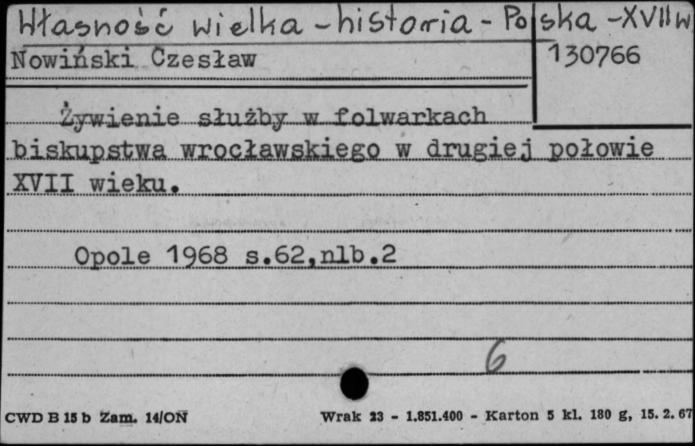 Własność wielka - historia - Polska - XVII w
Nowiński Czesław
130766
Żywienie służby w folwarkach
biskupstwa wrocławskiego w drugiej połowie
XVII wieku.
Opole 1968 s.62,nlb.2
6
CWD B 15 b Zam. 14/ON Wrak 23 - 1.851.400 - Karton 5 kl. 180 g, 15. 2. 67